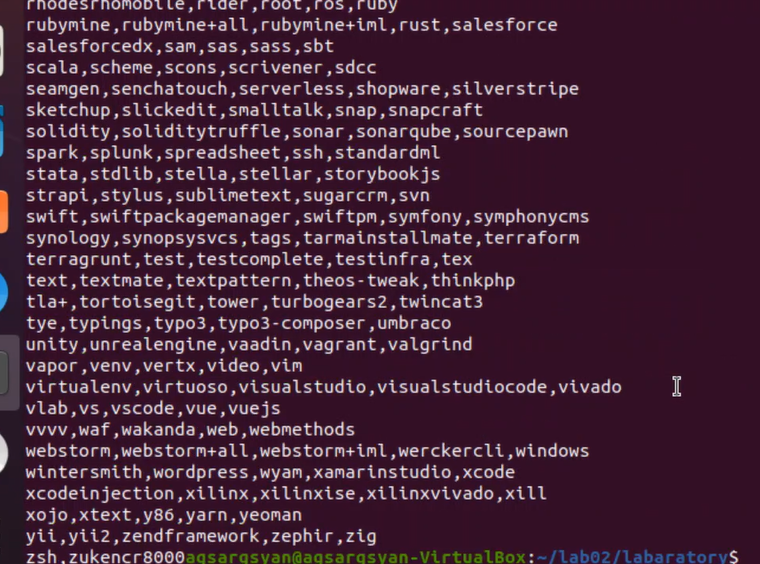 rhodesrhomobile,rider,root,ros,ruby
rubymine,rubymine+all,rubymine+iml,rust,salesforce
salesforcedx,sam,sas,sass,sbt
scala,scheme,scons,scrivener,sdcc
seamgen,senchatouch,serverless,shopware,silverstripe
sketchup,slickedit,smalltalk,snap,snapcraft
solidity,soliditytruffle,sonar,sonarqube,sourcepawn
spark,splunk,spreadsheet,ssh,standardml
stata,stdlib,stella,stellar,storybookjs
strapi,stylus,sublimetext,sugarcrm,svn
swift,swiftpackagemanager,swiftpm,symfony,symphonycms
synology,synopsysvcs,tags,tarmainstallmate,terraform
terragrunt,test,testcomplete,testinfra,tex
text,textmate,textpattern,theos-tweak,thinkphp
tla+,tortoisegit,tower,turbogears2,twincat3
tye,typings,typo3,typo3-composer,umbraco
unity,unrealengine,vaadin,vagrant,valgrind
vapor,venv,vertx,video,vim
virtualenv,virtuoso,visualstudio,visualstudiocode,vivado
vlab,vs,vscode,vue,vuejs
vvvv,waf,wakanda,web,webmethods
webstorm,webstorm+all,webstorm+iml,werckercli,windows
wintersmith,wordpress,wyam,xamarinstudio,xcode
xcodeinjection,xilinx,xilinxise,xilinxvivado,xill
xojo,xtext,y86,yarn,yeoman
yii,yii2,zendframework,zephir,zig
zsh,zukencr8000agsargsyan@agsargsyan-VirtualBox:~/lab02/labaratory$